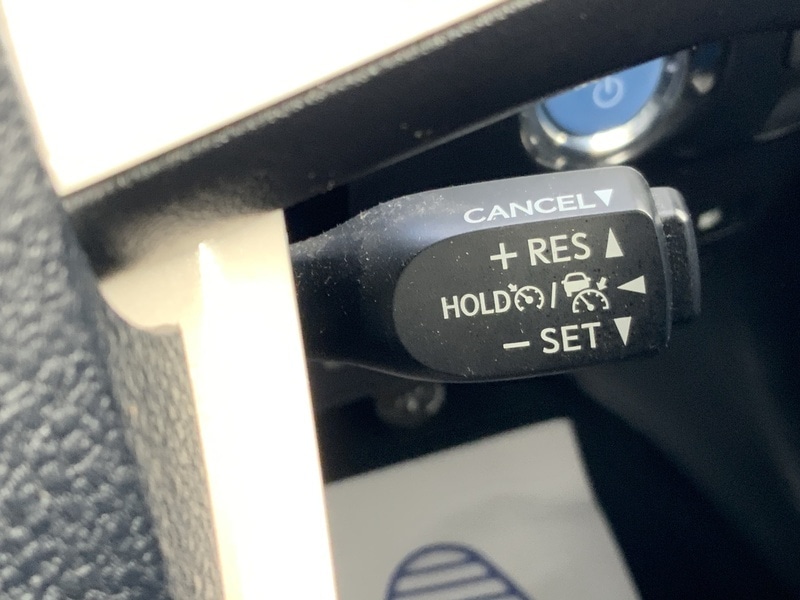 CANCEL▼
+ RES ▲
HOLD / ◀
− SET ▼